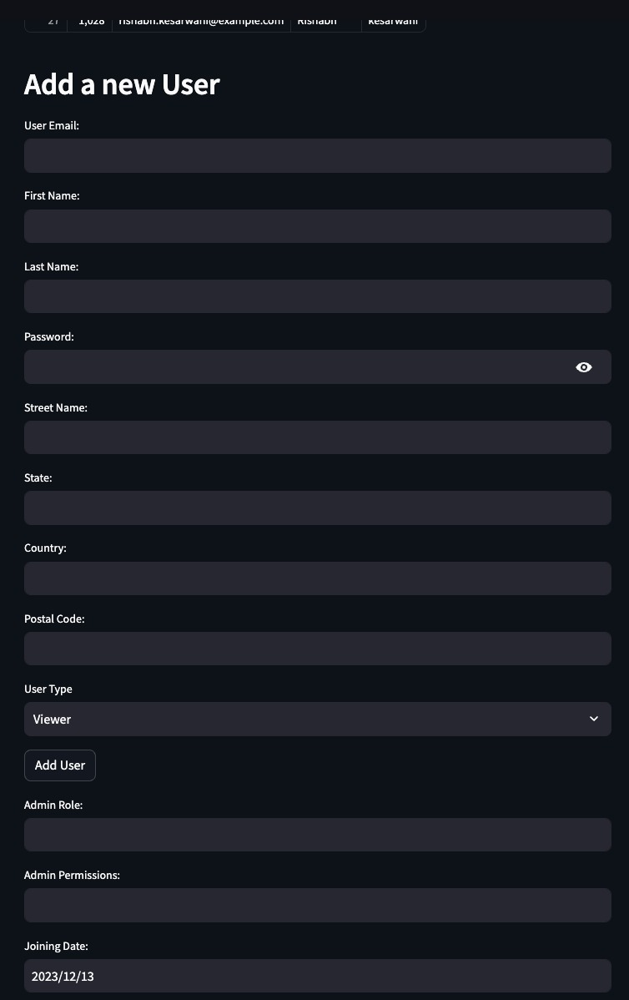 27 1,028 rishabh.kesarwani@example.com Rishabh kesarwani
Add a new User
User Email:
First Name:
Last Name:
Password:
Street Name:
State:
Country:
Postal Code:
User Type
Viewer
Add User
Admin Role:
Admin Permissions:
Joining Date:
2023/12/13